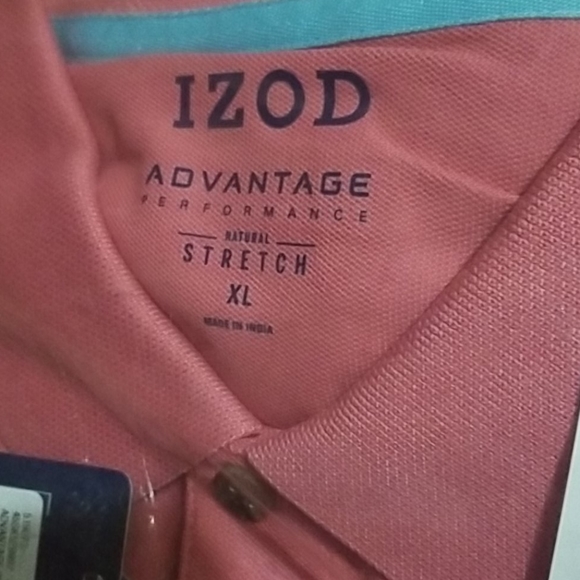 IZOD
ADVANTAGE
PERFORMANCE
NATURAL
STRETCH
XL
MADE IN INDIA